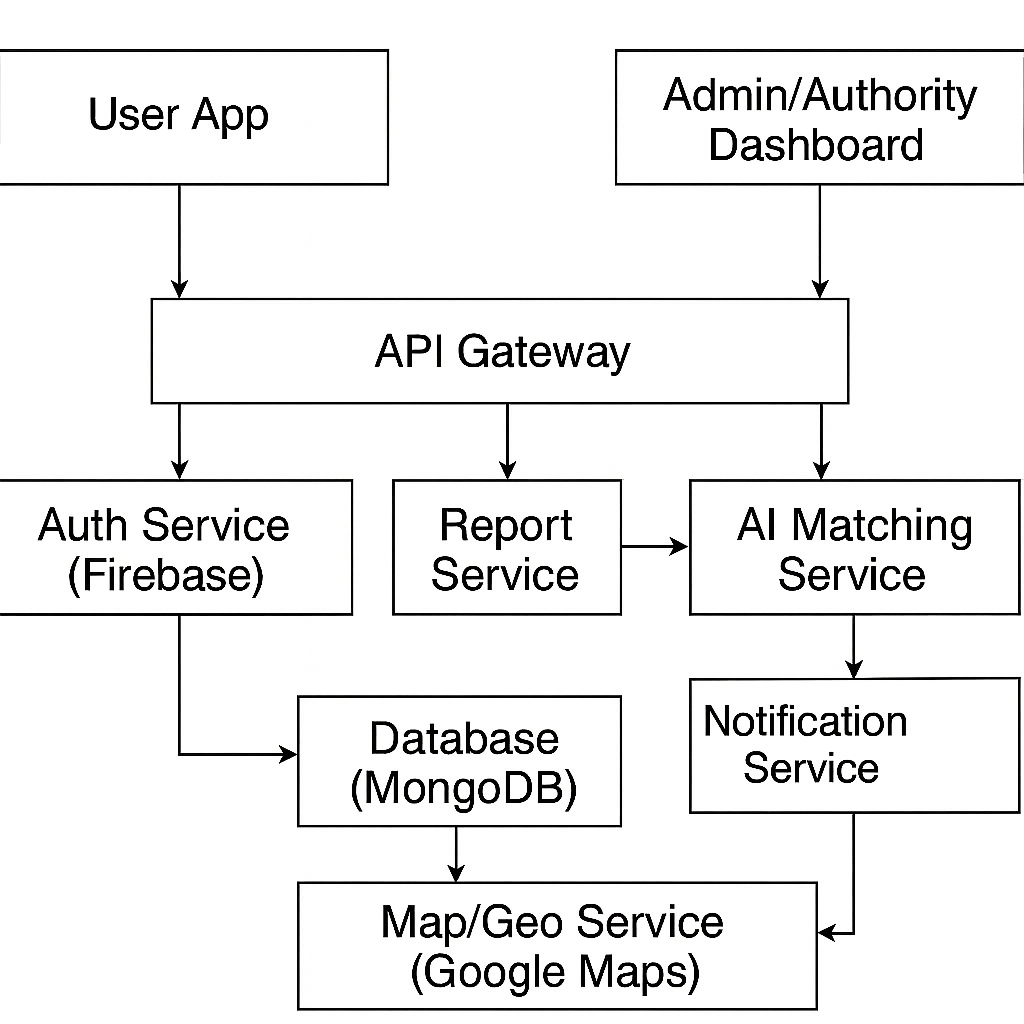 User App
Admin/Authority
Dashboard
API Gateway
Auth Service
(Firebase)
Report
Service
AI Matching
Service
Notification
Service
Database
(MongoDB)
Map/Geo Service
(Google Maps)